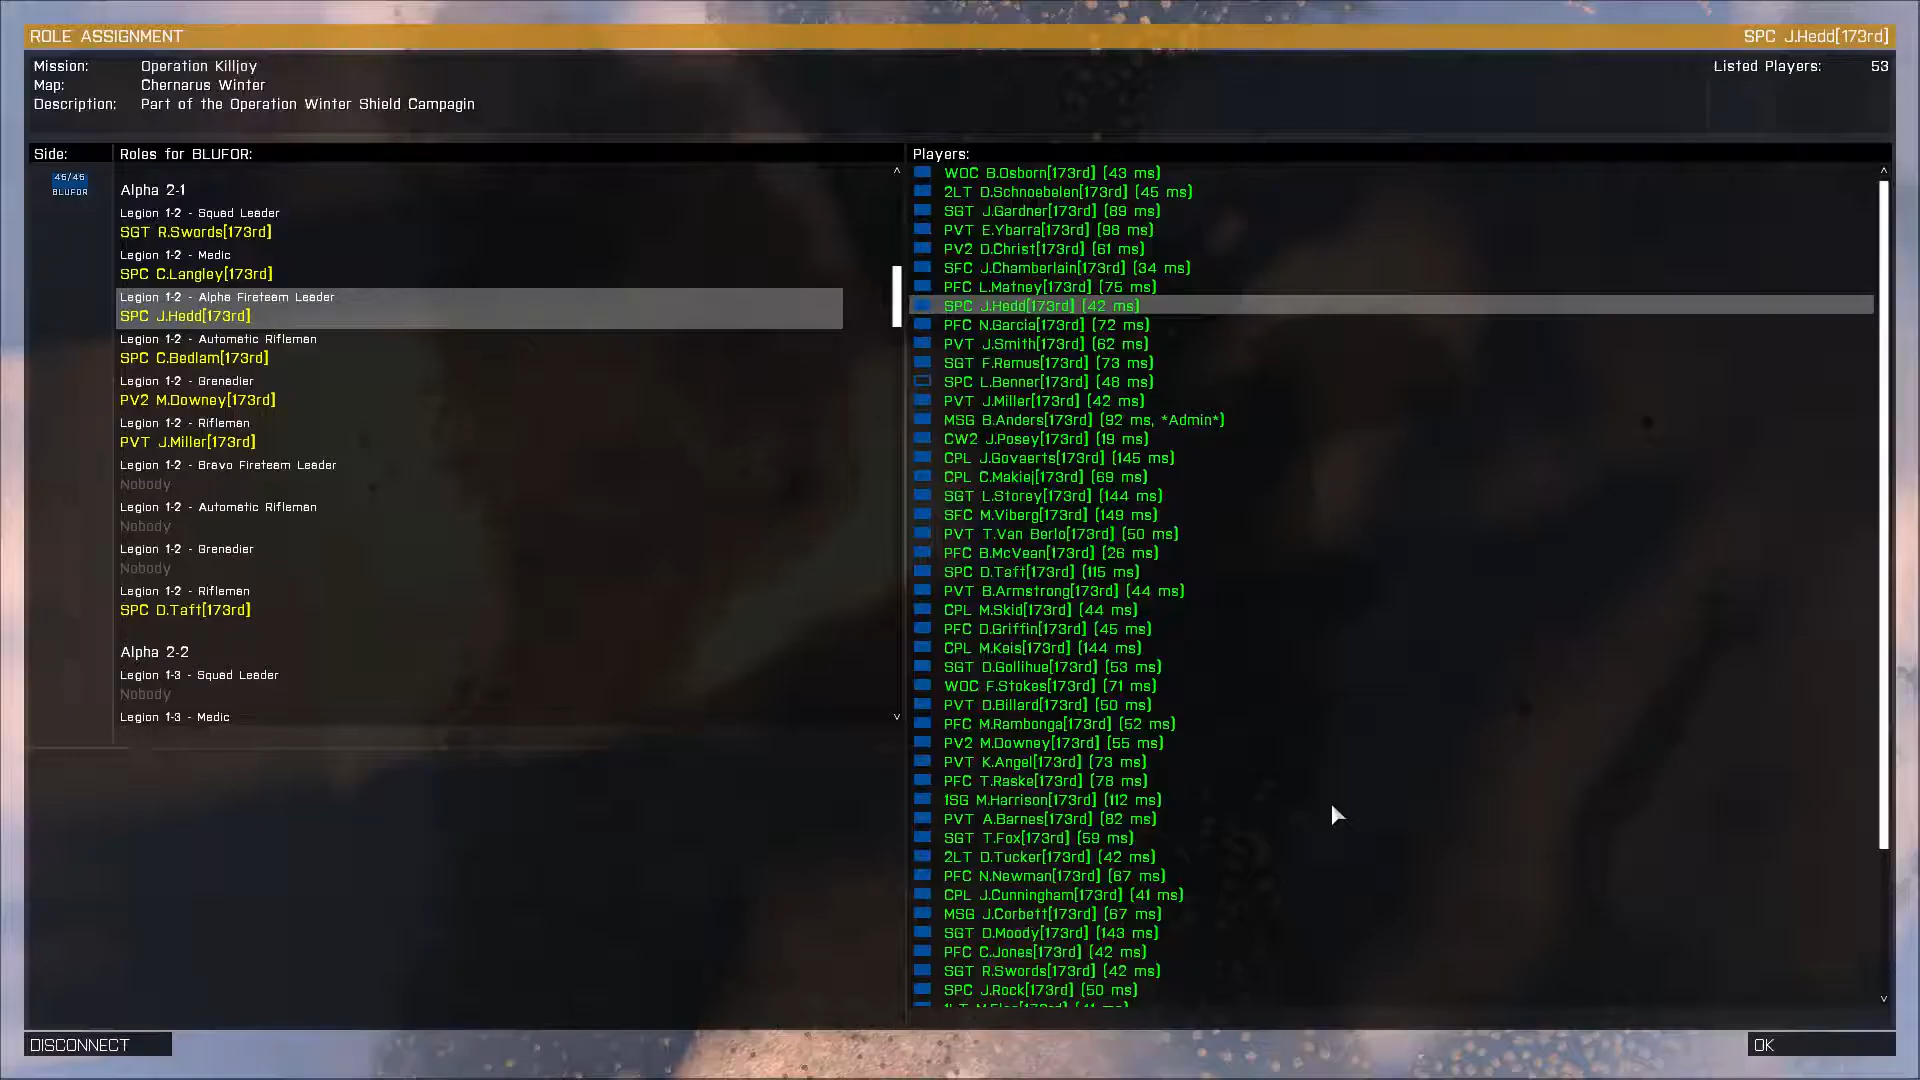 ROLE ASSIGNMENT
SPC J.Hedd[173rd]
Mission: Operation Killjoy
Listed Players: 53
Map: Chernarus Winter
Description: Part of the Operation Winter Shield Campagin
Side:
Roles for BLUFOR:
45/45
BLUFOR
Alpha 2-1
Legion 1-2 - Squad Leader
SGT R.Swords[173rd]
Legion 1-2 - Medic
SPC C.Langley[173rd]
Legion 1-2 - Alpha Fireteam Leader
SPC J.Hedd[173rd]
Legion 1-2 - Automatic Rifleman
SPC C.Bedlam[173rd]
Legion 1-2 - Grenadier
PV2 M.Downey[173rd]
Legion 1-2 - Rifleman
PVT J.Miller[173rd]
Legion 1-2 - Bravo Fireteam Leader
Nobody
Legion 1-2 - Automatic Rifleman
Nobody
Legion 1-2 - Grenadier
Nobody
Legion 1-2 - Rifleman
SPC D.Taft[173rd]
Alpha 2-2
Legion 1-3 - Squad Leader
Nobody
Legion 1-3 - Medic
Players:
WOC B.Osborn[173rd] (43 ms)
2LT D.Schnoebelen[173rd] (45 ms)
SGT J.Gardner[173rd] (89 ms)
PVT E.Ybarra[173rd] (98 ms)
PV2 D.Christ[173rd] (61 ms)
SFC J.Chamberlain[173rd] (34 ms)
PFC L.Matney[173rd] (75 ms)
SPC J.Hedd[173rd] (42 ms)
PFC N.Garcia[173rd] (72 ms)
PVT J.Smith[173rd] (62 ms)
SGT F.Remus[173rd] (73 ms)
SPC L.Benner[173rd] (48 ms)
PVT J.Miller[173rd] (42 ms)
MSG B.Anders[173rd] (92 ms, *Admin*)
CW2 J.Posey[173rd] (19 ms)
CPL J.Govaerts[173rd] (145 ms)
CPL C.Makiej[173rd] (69 ms)
SGT L.Storey[173rd] (144 ms)
SFC M.Viberg[173rd] (149 ms)
PVT T.Van Berlo[173rd] (50 ms)
PFC B.McVean[173rd] (26 ms)
SPC D.Taft[173rd] (115 ms)
PVT B.Armstrong[173rd] (44 ms)
CPL M.Skid[173rd] (44 ms)
PFC D.Griffin[173rd] (45 ms)
CPL M.Keis[173rd] (144 ms)
SGT D.Gollihue[173rd] (53 ms)
WOC F.Stokes[173rd] (71 ms)
PVT D.Billard[173rd] (50 ms)
PFC M.Rambonga[173rd] (52 ms)
PV2 M.Downey[173rd] (55 ms)
PVT K.Angel[173rd] (73 ms)
PFC T.Raske[173rd] (78 ms)
1SG M.Harrison[173rd] (112 ms)
PVT A.Barnes[173rd] (82 ms)
SGT T.Fox[173rd] (59 ms)
2LT D.Tucker[173rd] (42 ms)
PFC N.Newman[173rd] (67 ms)
CPL J.Cunningham[173rd] (41 ms)
MSG J.Corbett[173rd] (67 ms)
SGT D.Moody[173rd] (143 ms)
PFC C.Jones[173rd] (42 ms)
SGT R.Swords[173rd] (42 ms)
SPC J.Rock[173rd] (50 ms)
DISCONNECT
OK